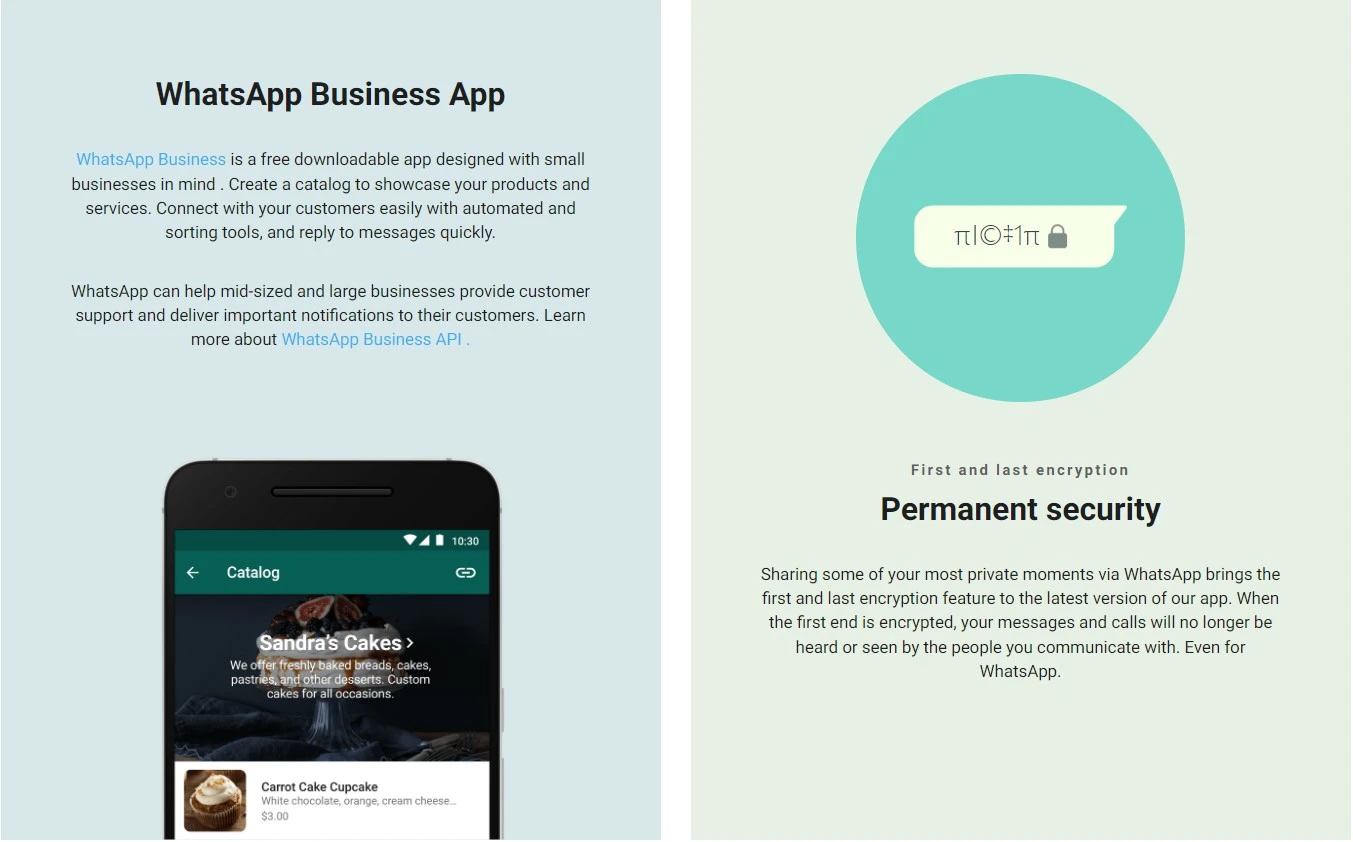 WhatsApp Business App
WhatsApp Business is a free downloadable app designed with small
businesses in mind . Create a catalog to showcase your products and
services. Connect with your customers easily with automated and
sorting tools, and reply to messages quickly.
WhatsApp can help mid-sized and large businesses provide customer
support and deliver important notifications to their customers. Learn
more about WhatsApp Business API .
10:30
Catalog
Sandra's Cakes
We offer freshly baked breads, cakes,
pastries, and other desserts. Custom
cakes for all occasions.
Carrot Cake Cupcake
White chocolate, orange, cream cheese...
$3.00
π|©‡1π
First and last encryption
Permanent security
Sharing some of your most private moments via WhatsApp brings the
first and last encryption feature to the latest version of our app. When
the first end is encrypted, your messages and calls will no longer be
heard or seen by the people you communicate with. Even for
WhatsApp.